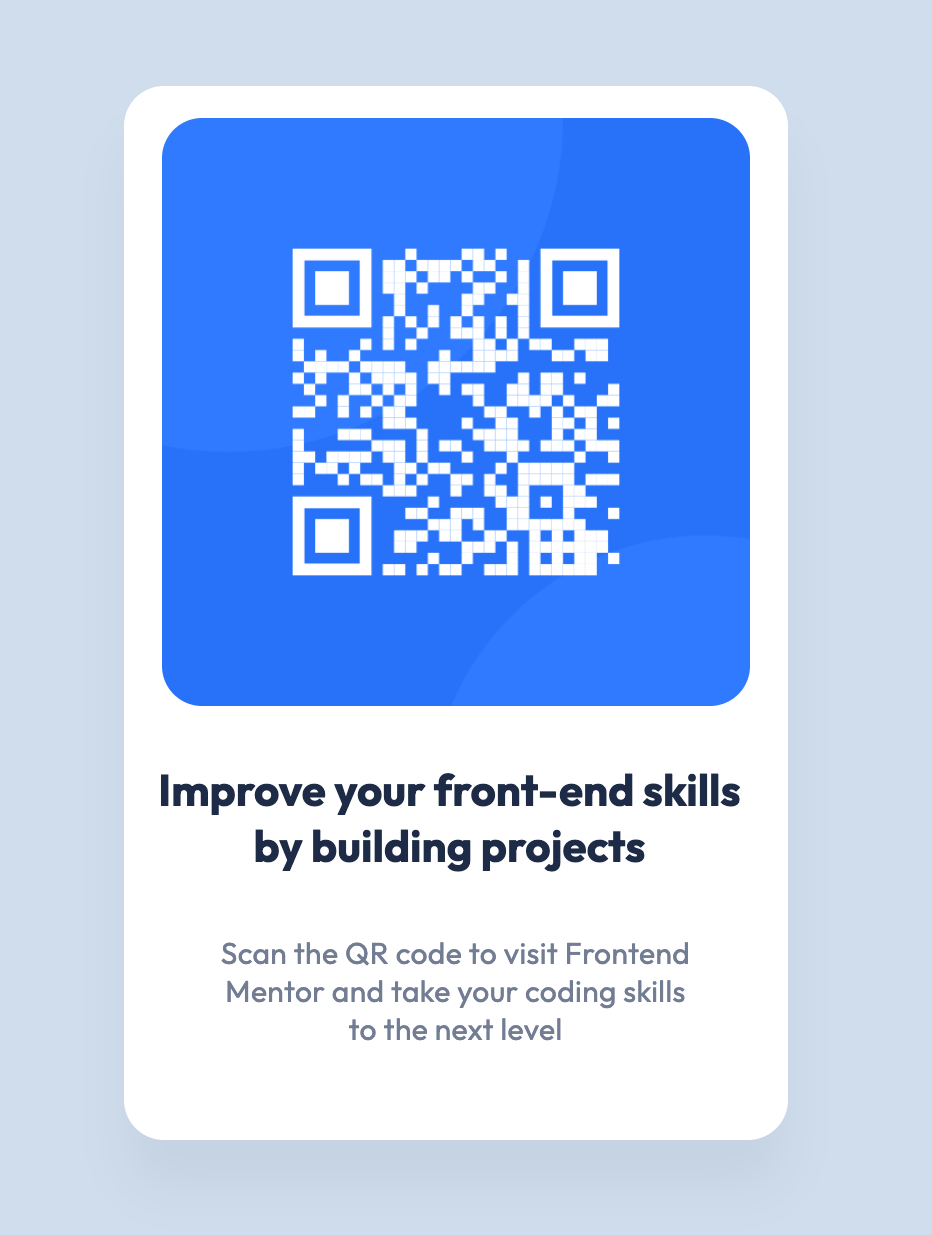 Improve your front-end skills
by building projects
Scan the QR code to visit Frontend
Mentor and take your coding skills
to the next level